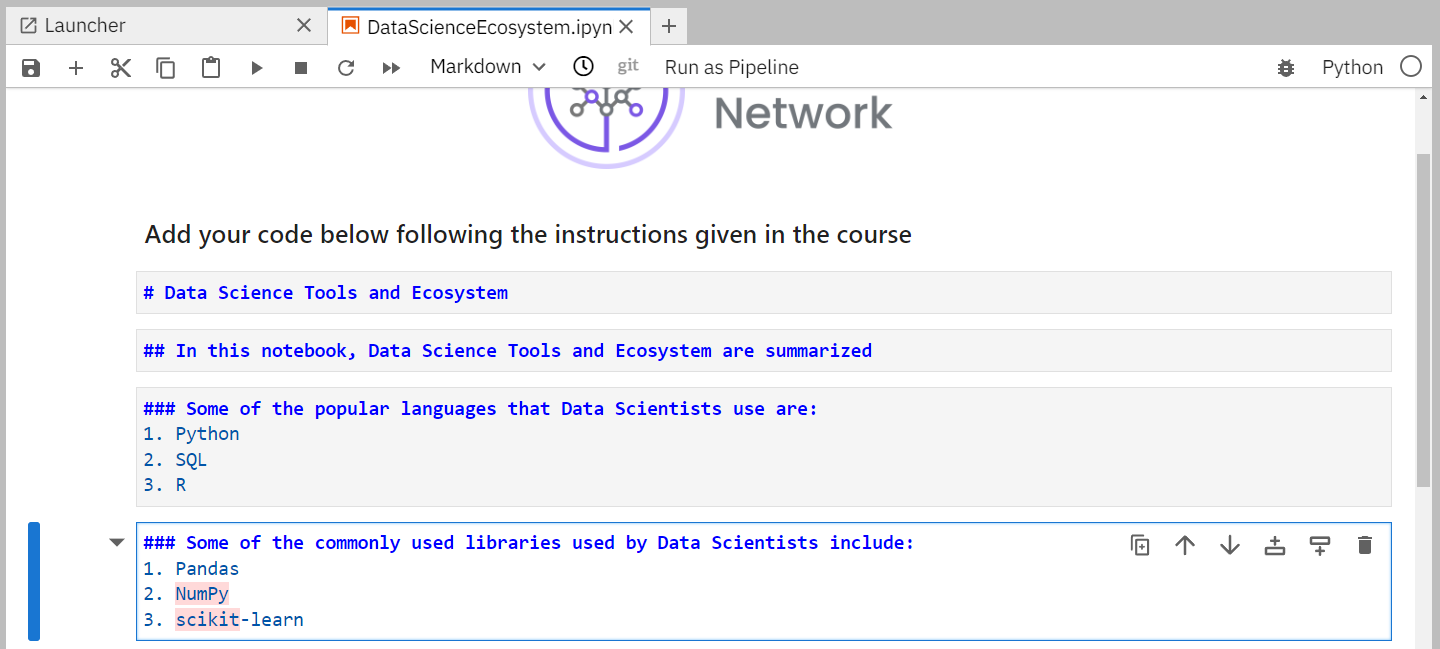 Launcher
DataScienceEcosystem.ipyn
Markdown git Run as Pipeline Python
Network
Add your code below following the instructions given in the course
# Data Science Tools and Ecosystem
## In this notebook, Data Science Tools and Ecosystem are summarized
### Some of the popular languages that Data Scientists use are:
1. Python
2. SQL
3. R
### Some of the commonly used libraries used by Data Scientists include:
1. Pandas
2. NumPy
3. scikit-learn